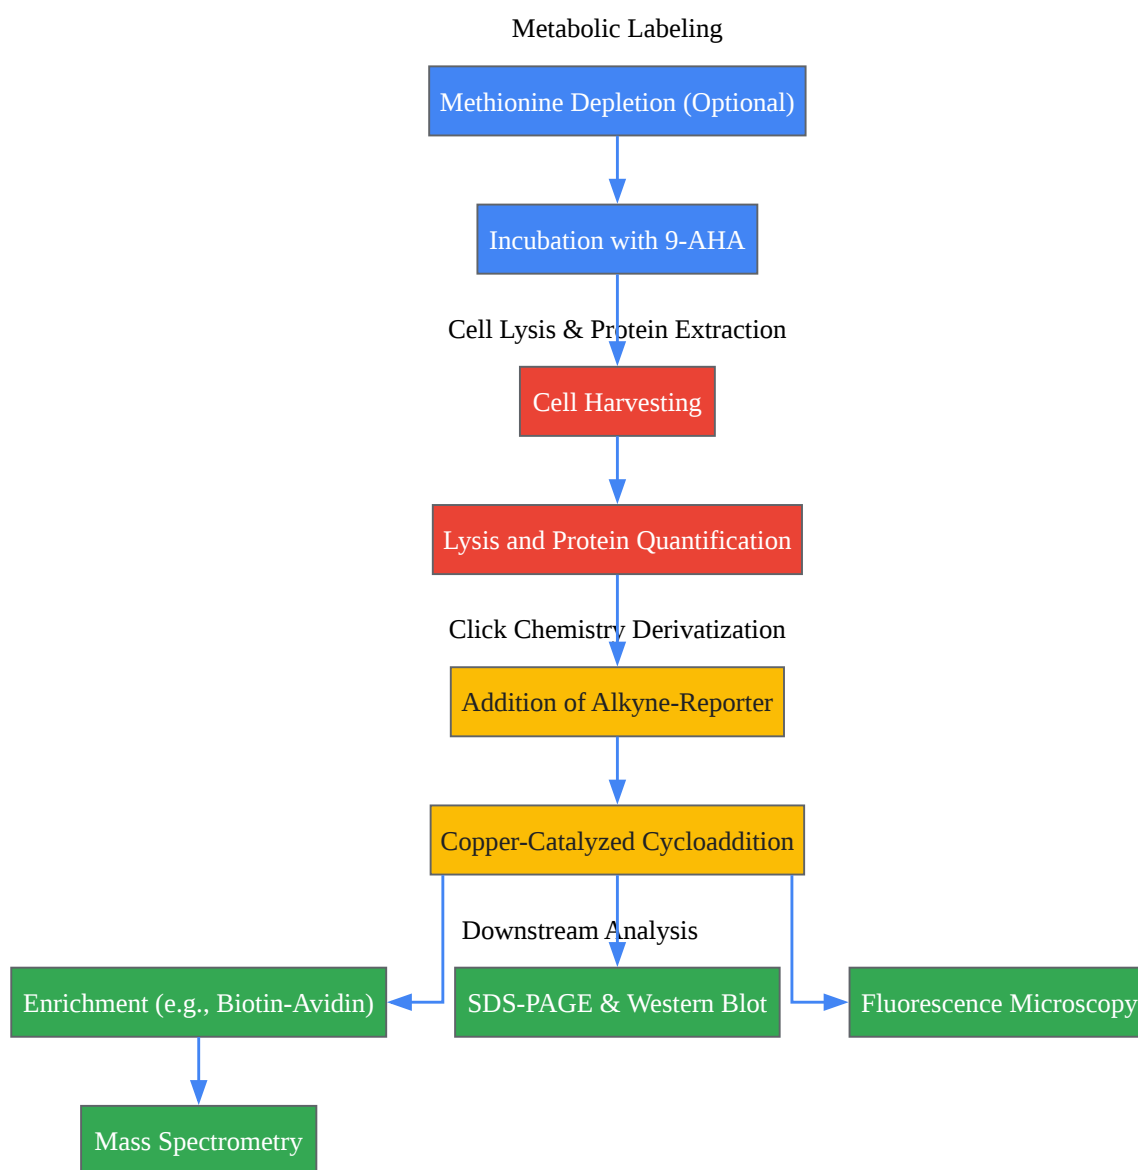 Metabolic Labeling
Methionine Depletion (Optional)
Incubation with 9-AHA
Cell Lysis & Protein Extraction
Cell Harvesting
Lysis and Protein Quantification
Click Chemistry Derivatization
Addition of Alkyne-Reporter
Copper-Catalyzed Cycloaddition
Downstream Analysis
Enrichment (e.g., Biotin-Avidin)
SDS-PAGE & Western Blot
Fluorescence Microscopy
Mass Spectrometry